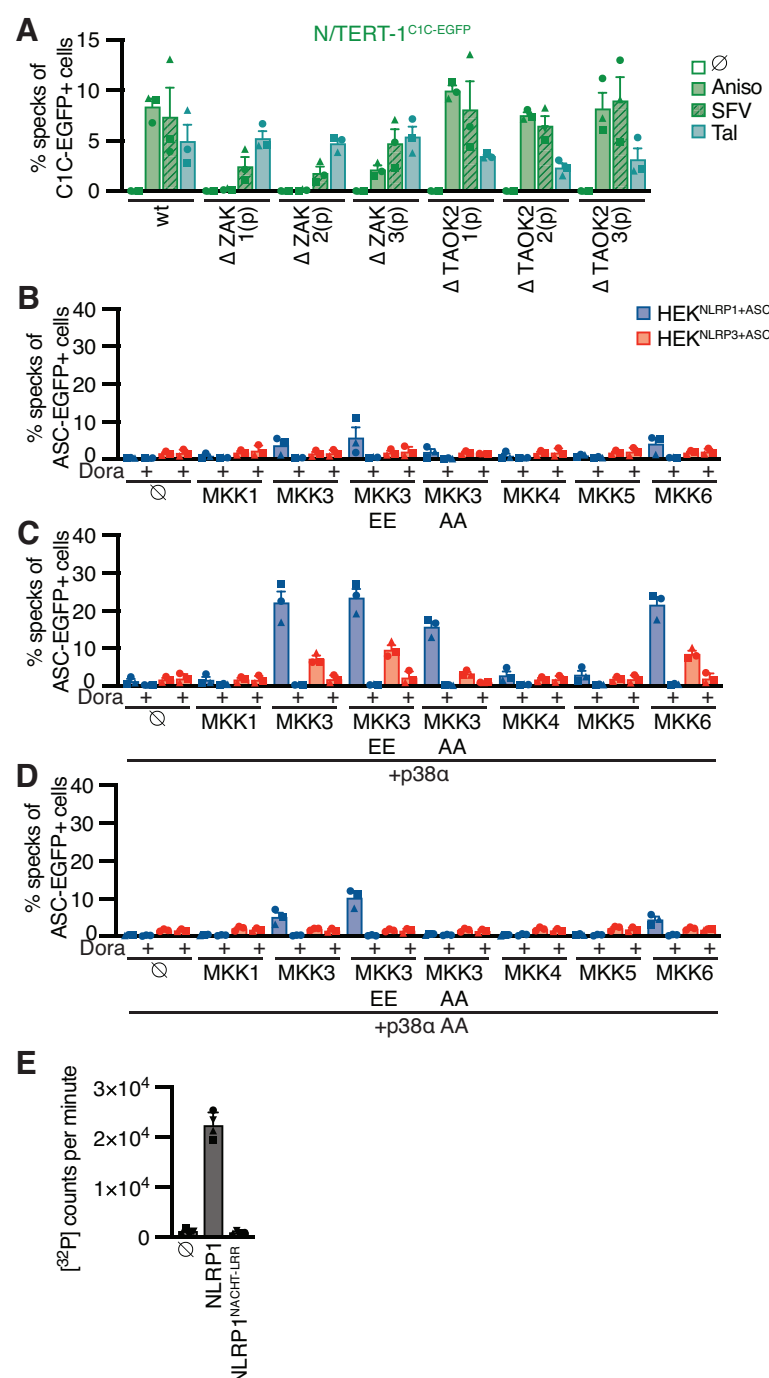 A
N/TERT-1C1C-EGFP
% specks of
C1C-EGFP+ cells
15
10
5
0
∅
Aniso
SFV
Tal
wt
Δ ZAK
1(p)
Δ ZAK
2(p)
Δ ZAK
3(p)
Δ TAOK2
1(p)
Δ TAOK2
2(p)
Δ TAOK2
3(p)
B
% specks of
ASC-EGFP+ cells
40
30
20
10
0
HEKNLRP1+ASC
HEKNLRP3+ASC
Dora + + + + + + + + + + + + + + + +
∅ MKK1 MKK3 MKK3 MKK3 MKK4 MKK5 MKK6
EE AA
C
% specks of
ASC-EGFP+ cells
40
30
20
10
0
Dora + + + + + + + + + + + + + + + +
∅ MKK1 MKK3 MKK3 MKK3 MKK4 MKK5 MKK6
EE AA
+p38α
D
% specks of
ASC-EGFP+ cells
40
30
20
10
0
Dora + + + + + + + + + + + + + + + +
∅ MKK1 MKK3 MKK3 MKK3 MKK4 MKK5 MKK6
EE AA
+p38α AA
E
[32P] counts per minute
3×104
2×104
1×104
0
∅
NLRP1
NLRP1NACHT-LRR